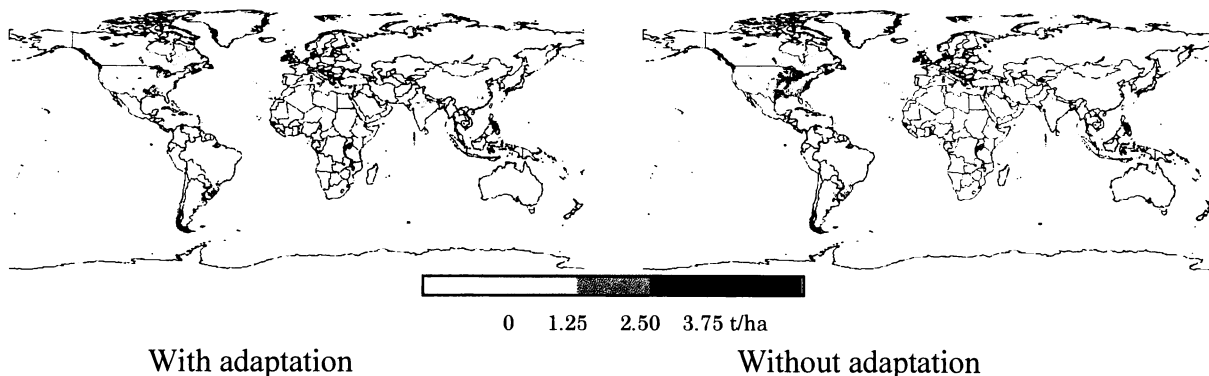 0 1.25 2.50 3.75 t/ha
With adaptation Without adaptation